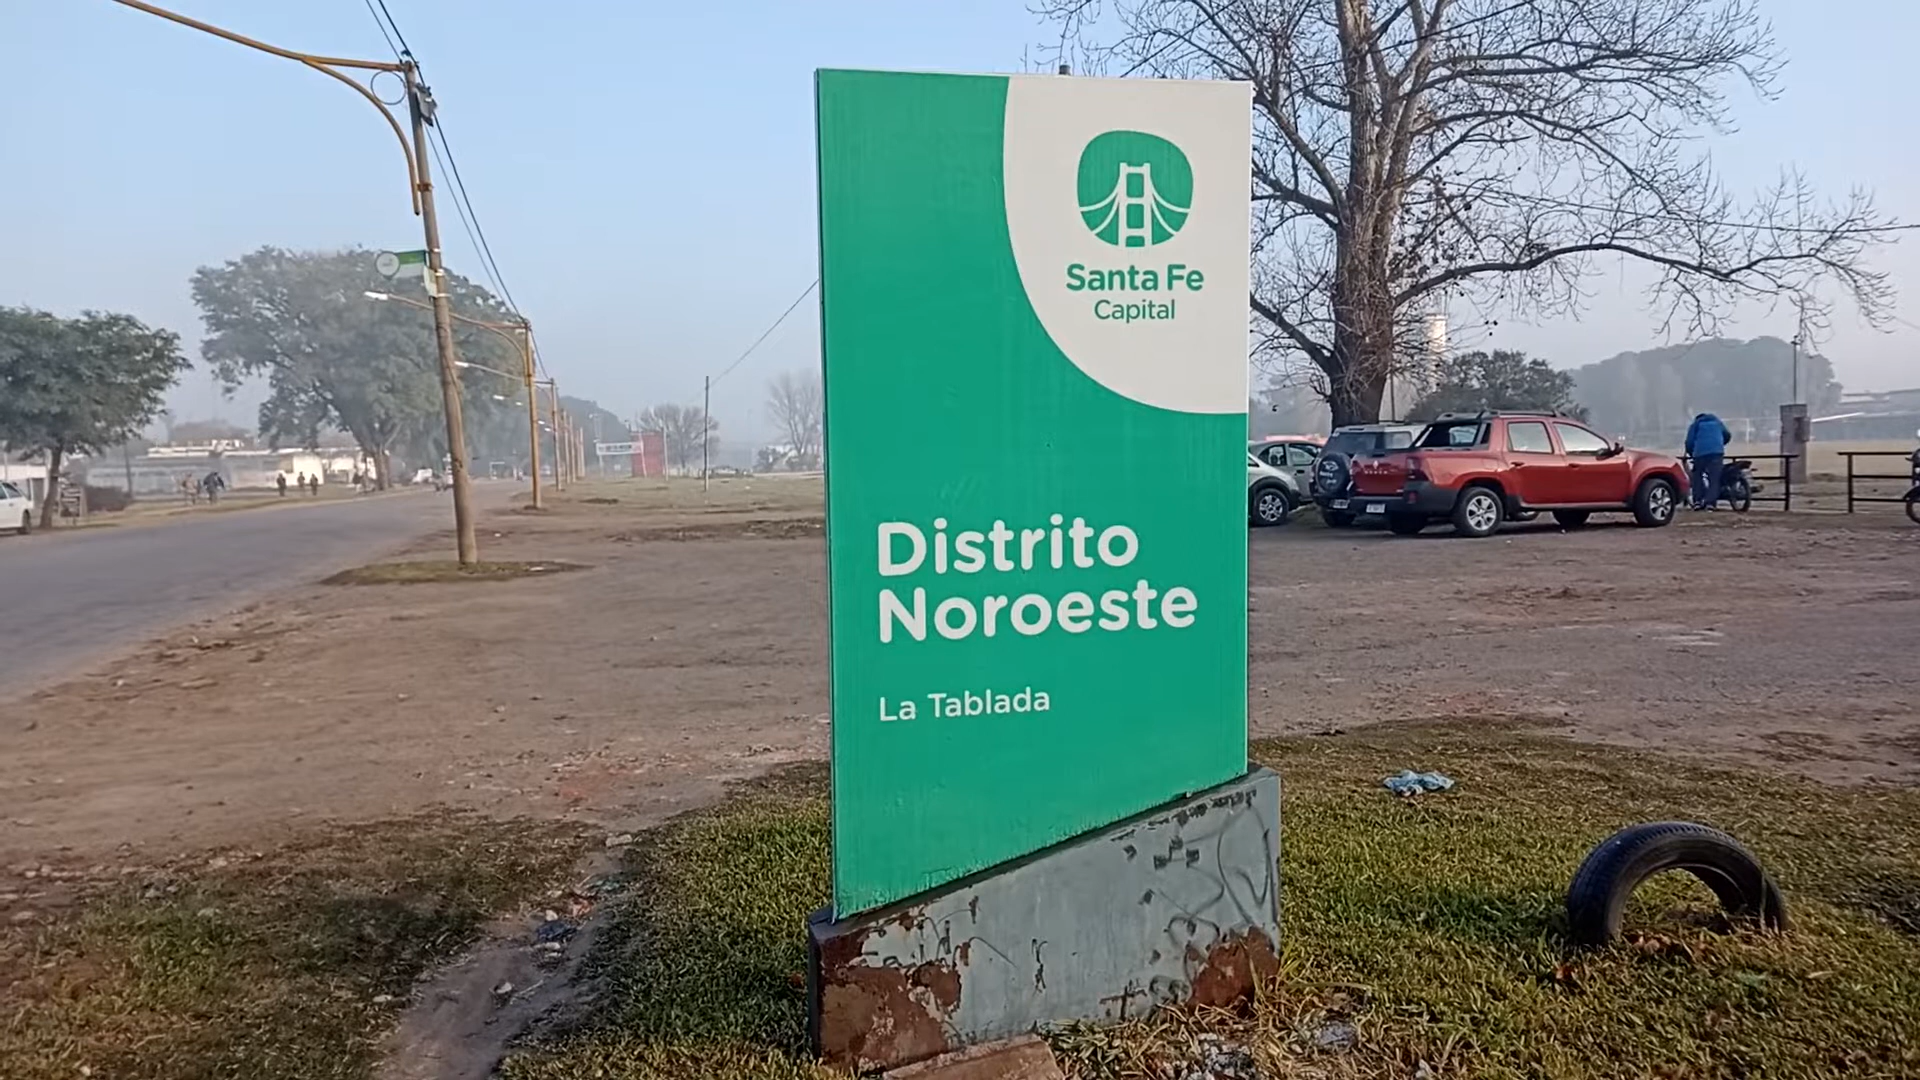 Santa Fe
Capital
Distrito
Noroeste
La Tablada